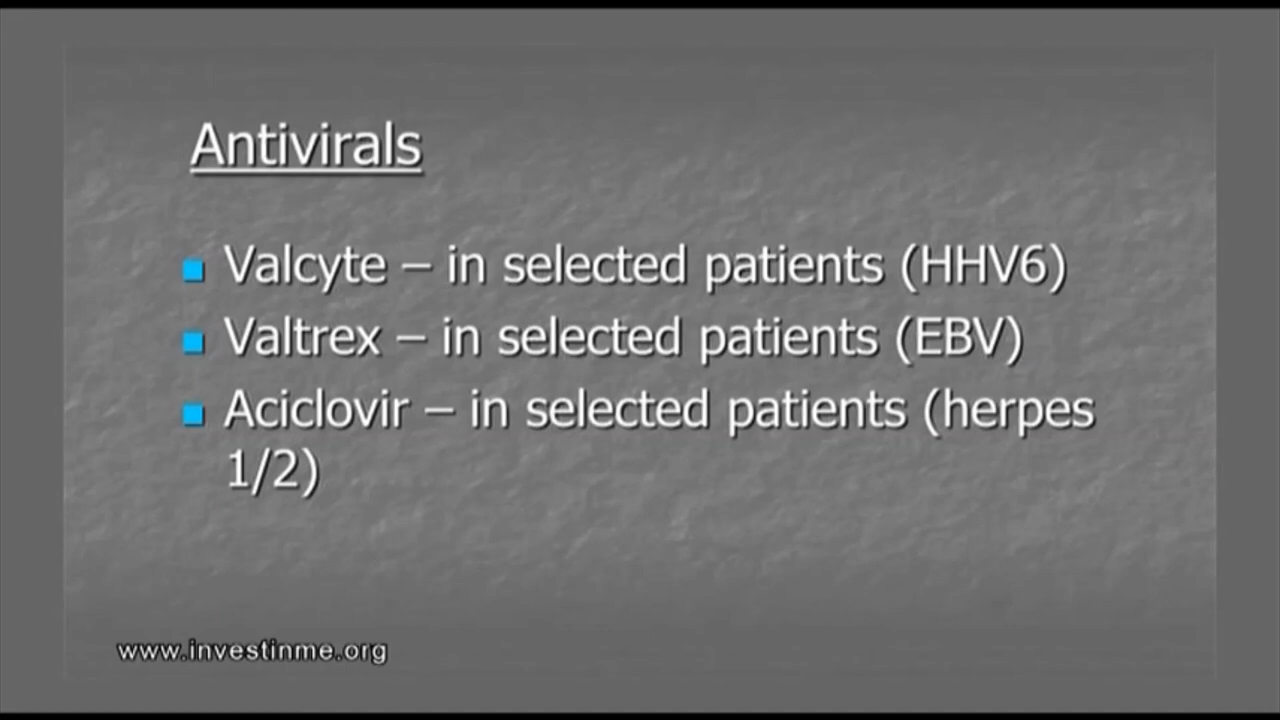 Antivirals
Valcyte – in selected patients (HHV6)
Valtrex – in selected patients (EBV)
Aciclovir – in selected patients (herpes
1/2)
www.investinme.org